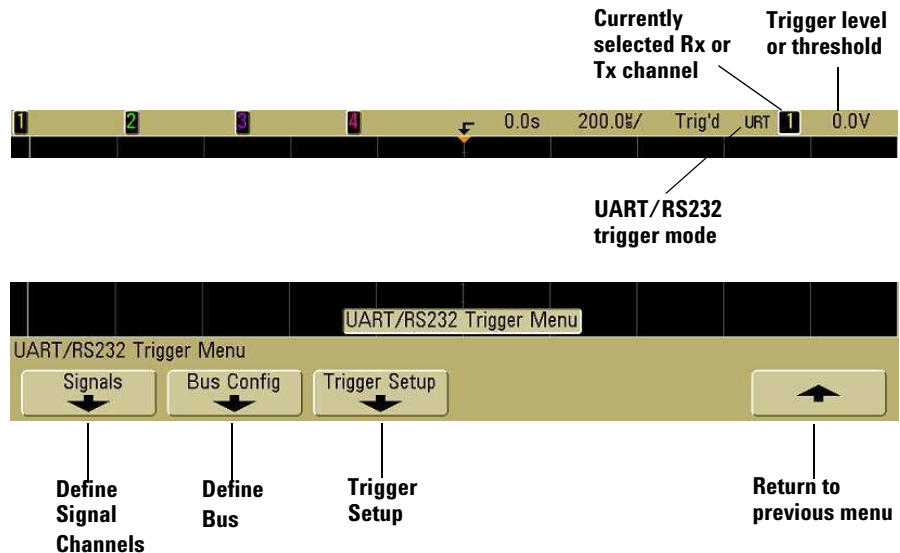 Currently
selected Rx or
Tx channel
Trigger level
or threshold
1 2 3 4 0.0s 200.0㎲/ Trig'd URT 1 0.0V
UART/RS232
trigger mode
UART/RS232 Trigger Menu
UART/RS232 Trigger Menu
Signals Bus Config Trigger Setup
Define
Signal
Channels
Define
Bus
Trigger
Setup
Return to
previous menu